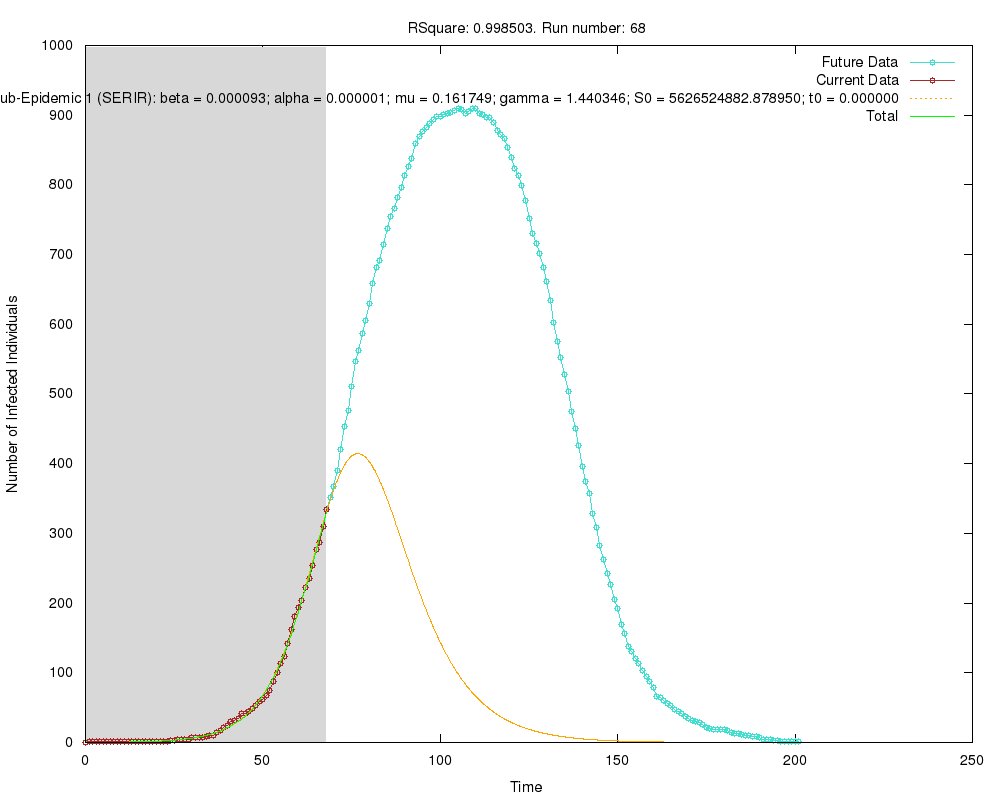 RSquare: 0.998503. Run number: 68
1000
900
800
700
600
500
400
300
200
100
0
Number of Infected Individuals
Future Data
Current Data
ub-Epidemic 1 (SERIR): beta = 0.000093; alpha = 0.000001; mu = 0.161749; gamma = 1.440346; S0 = 5626524882.878950; t0 = 0.000000
Total
0 50 100 150 200 250
Time